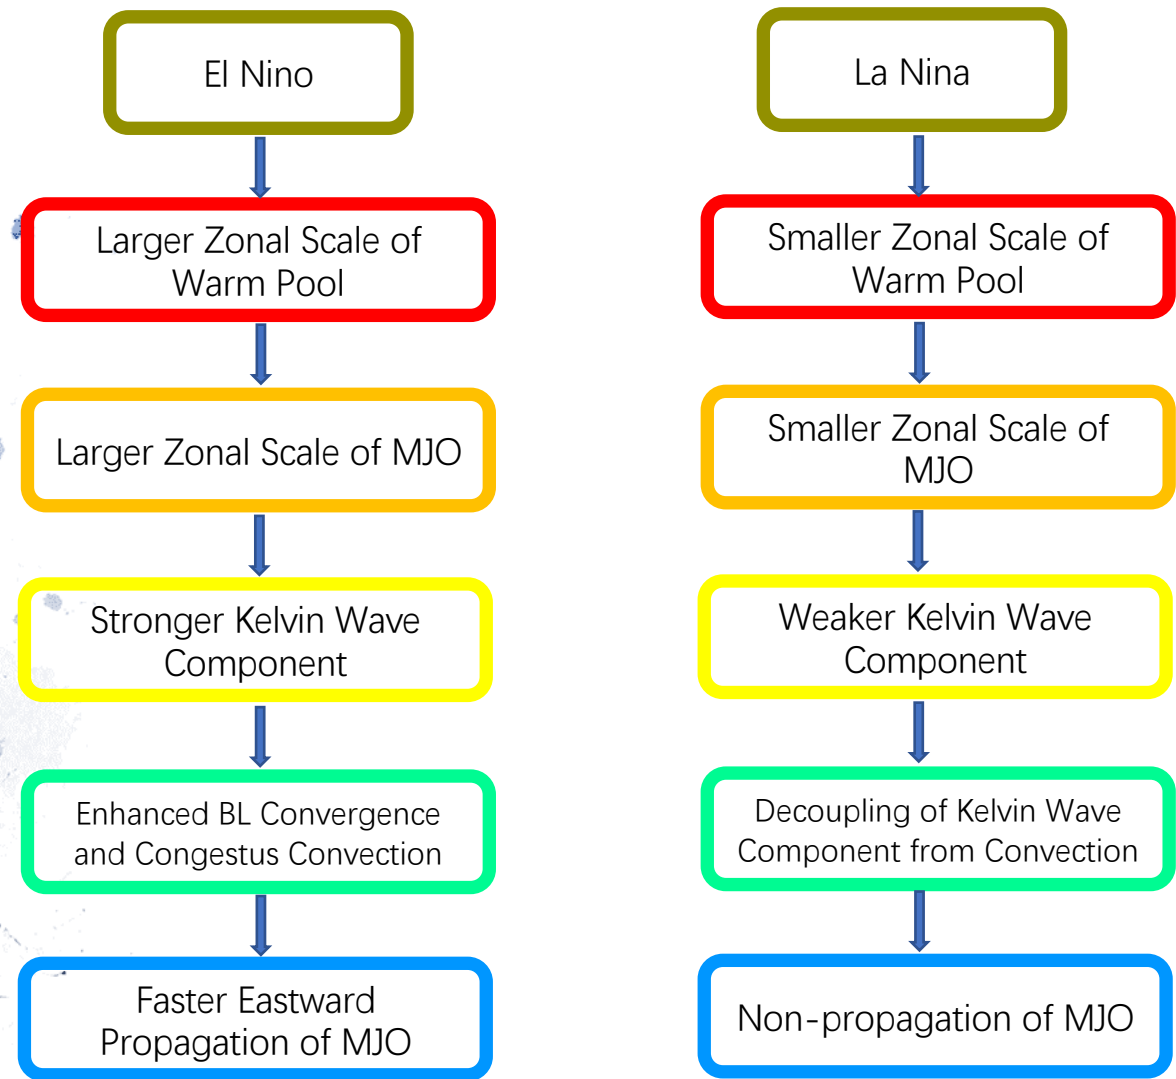 El Nino
Larger Zonal Scale of
Warm Pool
Larger Zonal Scale of MJO
Stronger Kelvin Wave
Component
Enhanced BL Convergence
and Congestus Convection
Faster Eastward
Propagation of MJO
La Nina
Smaller Zonal Scale of
Warm Pool
Smaller Zonal Scale of
MJO
Weaker Kelvin Wave
Component
Decoupling of Kelvin Wave
Component from Convection
Non-propagation of MJO